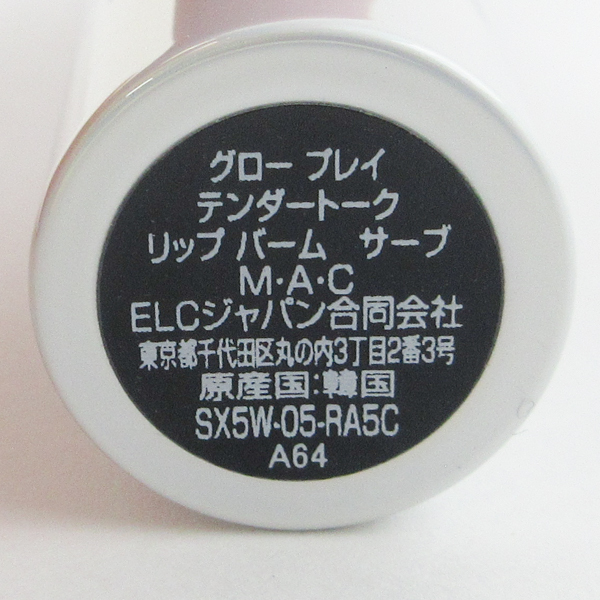 グロー プレイ
テンダートーク
リップ バーム サーブ
M·A·C
ELCジャパン合同会社
東京都千代田区丸の内3丁目2番3号
原産国:韓国
SX5W-05-RA5C
A64